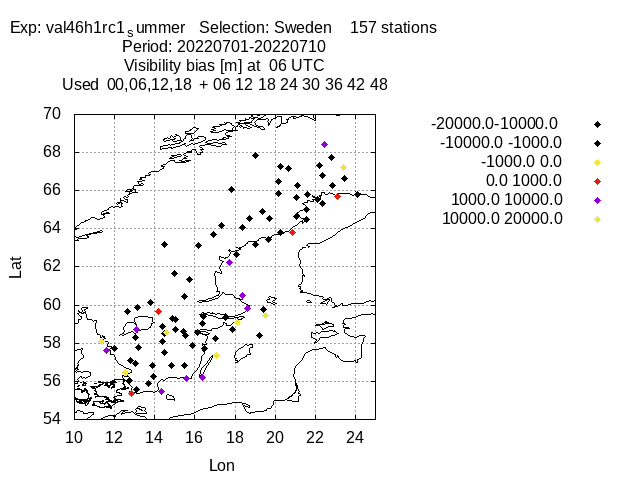 Exp: val46h1rc1summer   Selection: Sweden    157 stations
Period: 20220701-20220710
Visibility bias [m] at  06 UTC
Used  00,06,12,18  + 06 12  18 24 30  36 42 48
-20000.0-10000.0
-10000.0 -1000.0
-1000.0 0.0
0.0 1000.0
1000.0 10000.0
10000.0 20000.0
70
68
66
64
62
60
58
56
54
Lat
10 12 14 16 18 20 22 24
Lon